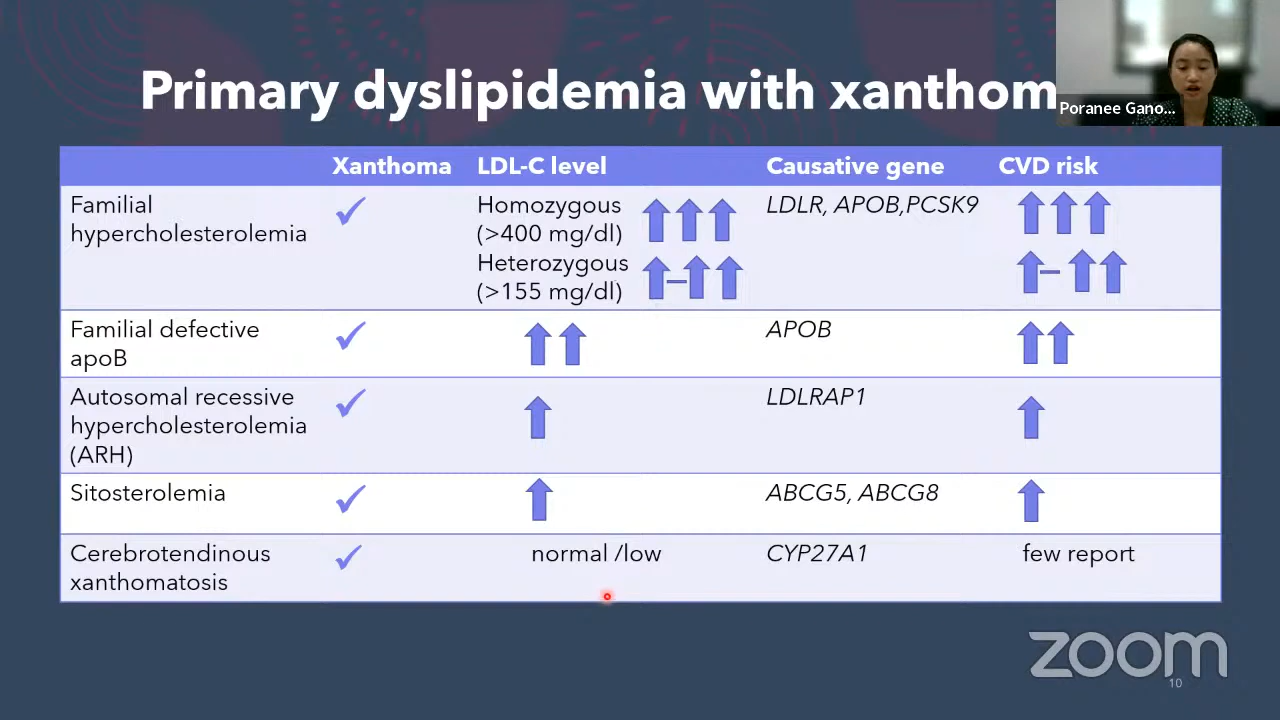 Primary dyslipidemia with xanthom
Poranee Gano...
Xanthoma LDL-C level Causative gene CVD risk
Familial
hypercholesterolemia
Homozygous
(>400 mg/dl)
Heterozygous
(>155 mg/dl)
LDLR, APOB,PCSK9
Familial defective
apoB
APOB
Autosomal recessive
hypercholesterolemia
(ARH)
LDLRAP1
Sitosterolemia
ABCG5, ABCG8
Cerebrotendinous
xanthomatosis
normal /low
CYP27A1
few report
zoom
10